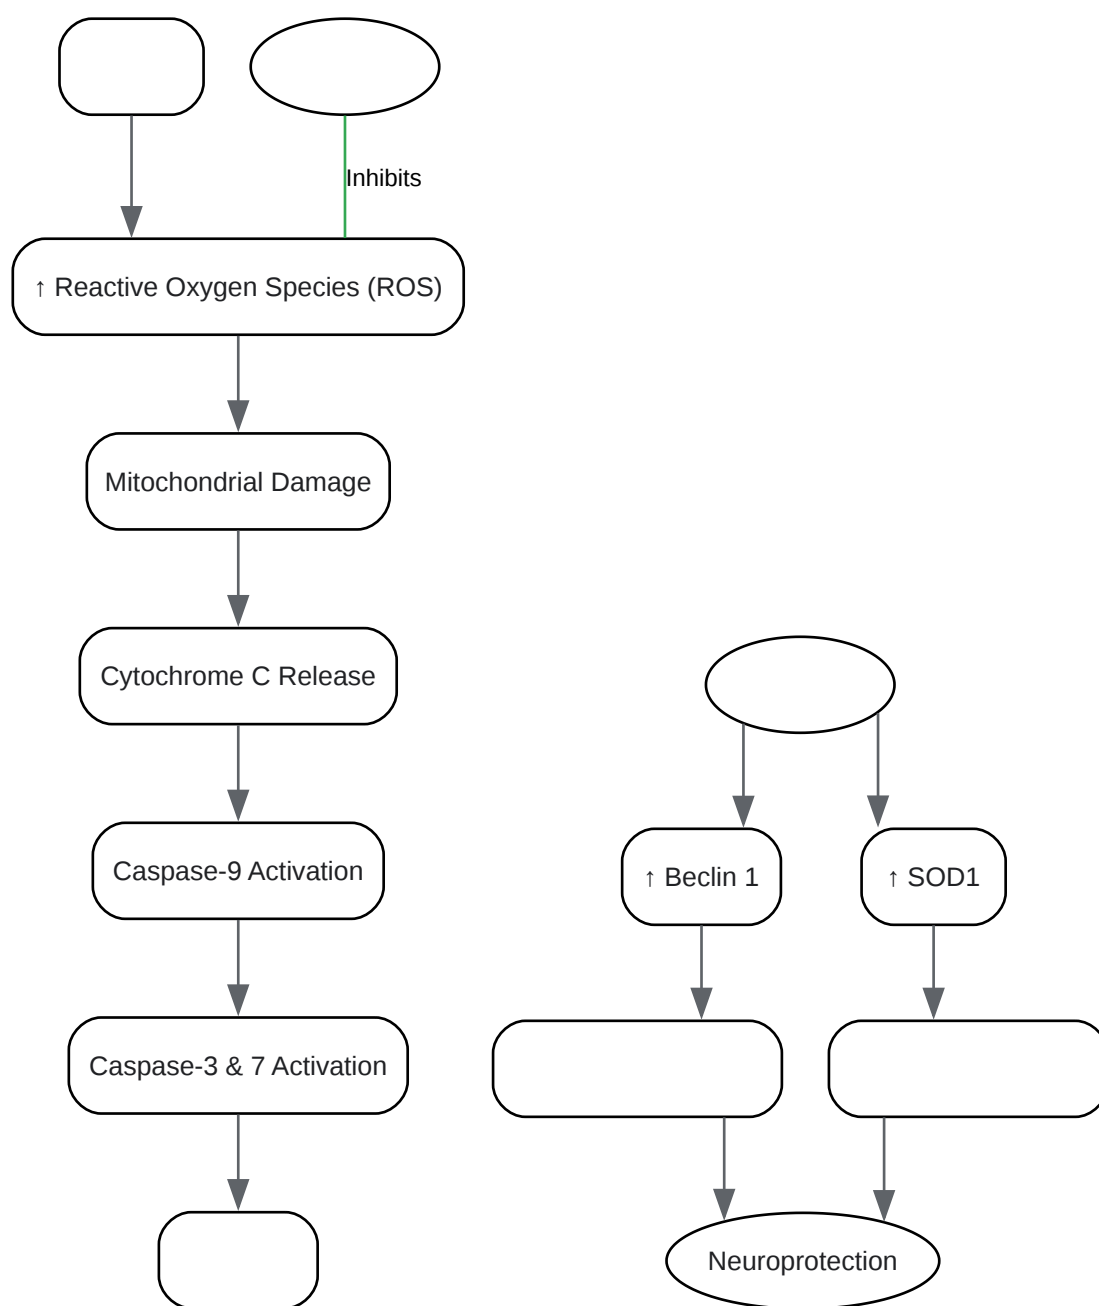 Inhibits
↑ Reactive Oxygen Species (ROS)
Mitochondrial Damage
Cytochrome C Release
Caspase-9 Activation
↑ Beclin 1
↑ SOD1
Caspase-3 & 7 Activation
Neuroprotection